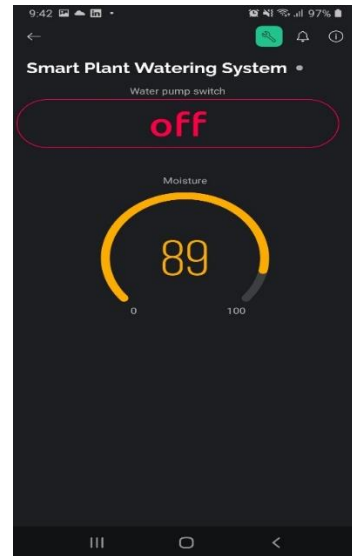 9:42
97%
Smart Plant Watering System
Water pump switch
off
Moisture
89
0 100